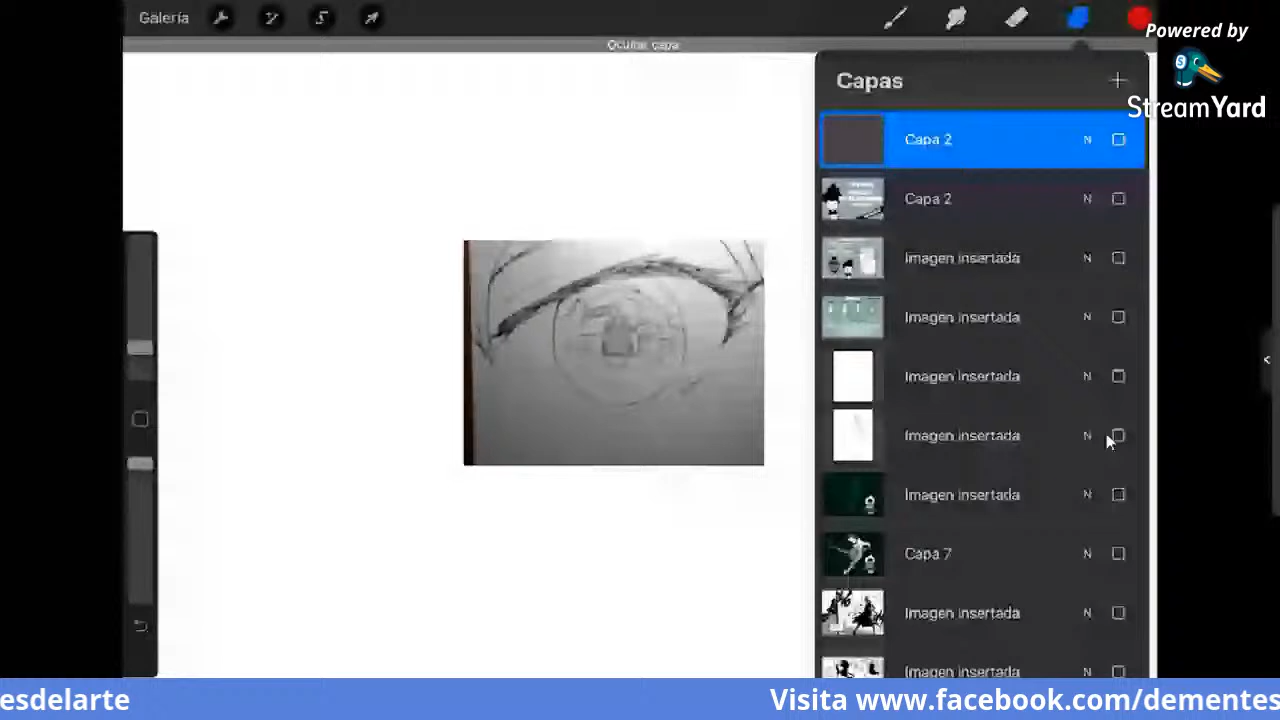 Galería
Ocultar capa
Powered by
StreamYard
Capas
Capa 2 N
Capa 2 N
Imagen insertada N
Imagen insertada N
Imagen insertada N
Imagen insertada N
Imagen insertada N
Capa 7 N
Imagen insertada N
Imagen insertada N
esdelarte Visita www.facebook.com/dementes